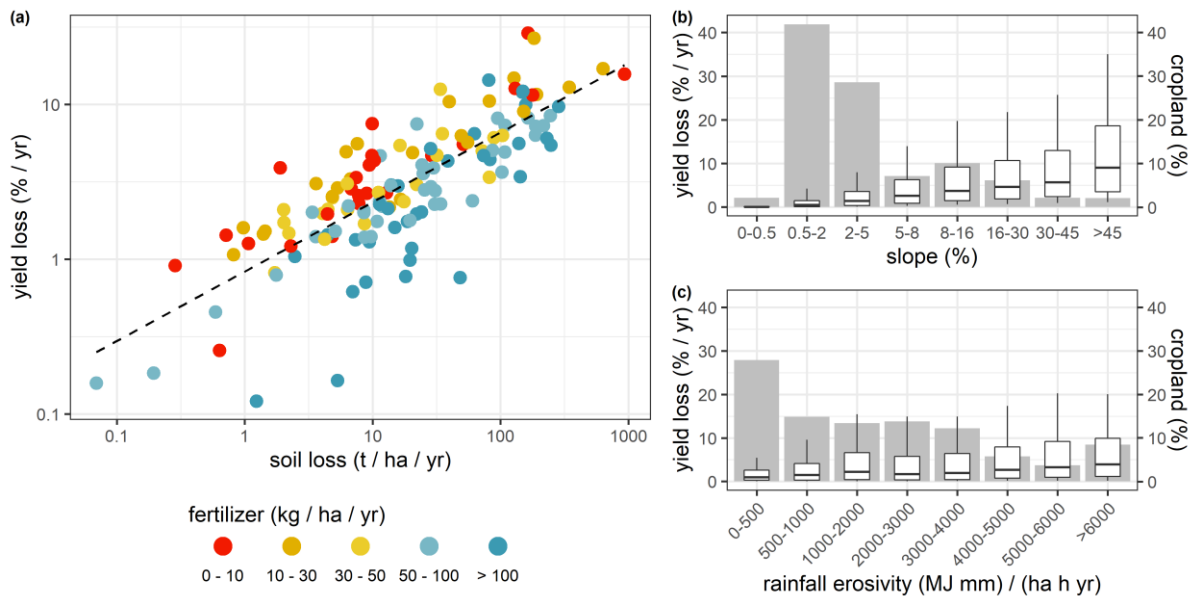 (a)
yield loss (% / yr)
10
1
0.1
0.1 1 10 100 1000
soil loss (t / ha / yr)
fertilizer (kg / ha / yr)
0 - 10 10 - 30 30 - 50 50 - 100 > 100
(b)
yield loss (% / yr)
40 40
30 30
20 20
10 10
0 0
cropland (%)
0-0.5 0.5-2 2-5 5-8 8-16 16-30 30-45 >45
slope (%)
(c)
yield loss (% / yr)
40 40
30 30
20 20
10 10
0 0
cropland (%)
0-500 500-1000 1000-2000 2000-3000 3000-4000 4000-5000 5000-6000 >6000
rainfall erosivity (MJ mm) / (ha h yr)